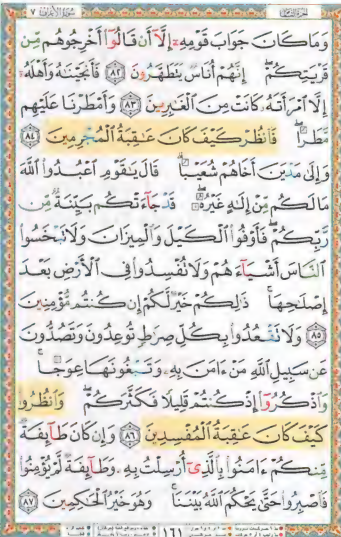 الجزء الثامن سورة الأعراف ٧
وَمَا كَانَ جَوَابَ قَوْمِهِۦٓ إِلَّآ أَن قَالُوٓا۟ أَخْرِجُوهُم مِّن
قَرْيَتِكُمْ ۖ إِنَّهُمْ أُنَاسٌ يَتَطَهَّرُونَ ٨٢ فَأَنجَيْنَـٰهُ وَأَهْلَهُۥٓ
إِلَّا ٱمْرَأَتَهُۥ كَانَتْ مِنَ ٱلْغَـٰبِرِينَ ٨٣ وَأَمْطَرْنَا عَلَيْهِم
مَّطَرًا ۖ فَٱنظُرْ كَيْفَ كَانَ عَـٰقِبَةُ ٱلْمُجْرِمِينَ ٨٤
وَإِلَىٰ مَدْيَنَ أَخَاهُمْ شُعَيْبًا ۗ قَالَ يَـٰقَوْمِ ٱعْبُدُوا۟ ٱللَّهَ
مَا لَكُم مِّنْ إِلَـٰهٍ غَيْرُهُۥ ۖ قَدْ جَآءَتْكُم بَيِّنَةٌ مِّن
رَّبِّكُمْ ۖ فَأَوْفُوا۟ ٱلْكَيْلَ وَٱلْمِيزَانَ وَلَا تَبْخَسُوا۟
ٱلنَّاسَ أَشْيَآءَهُمْ وَلَا تُفْسِدُوا۟ فِى ٱلْأَرْضِ بَعْدَ
إِصْلَـٰحِهَا ۚ ذَٰلِكُمْ خَيْرٌ لَّكُمْ إِن كُنتُم مُّؤْمِنِينَ
٨٥ وَلَا تَقْعُدُوا۟ بِكُلِّ صِرَٰطٍ تُوعِدُونَ وَتَصُدُّونَ
عَن سَبِيلِ ٱللَّهِ مَنْ ءَامَنَ بِهِۦ وَتَبْغُونَهَا عِوَجًا ۚ
وَٱذْكُرُوٓا۟ إِذْ كُنتُمْ قَلِيلًا فَكَثَّرَكُمْ ۖ وَٱنظُرُوا۟
كَيْفَ كَانَ عَـٰقِبَةُ ٱلْمُفْسِدِينَ ٨٦ وَإِن كَانَ طَآئِفَةٌ
مِّنكُمْ ءَامَنُوا۟ بِٱلَّذِىٓ أُرْسِلْتُ بِهِۦ وَطَآئِفَةٌ لَّمْ يُؤْمِنُوا۟
فَٱصْبِرُوا۟ حَتَّىٰ يَحْكُمَ ٱللَّهُ بَيْنَنَا ۚ وَهُوَ خَيْرُ ٱلْحَـٰكِمِينَ ٨٧
١٦١